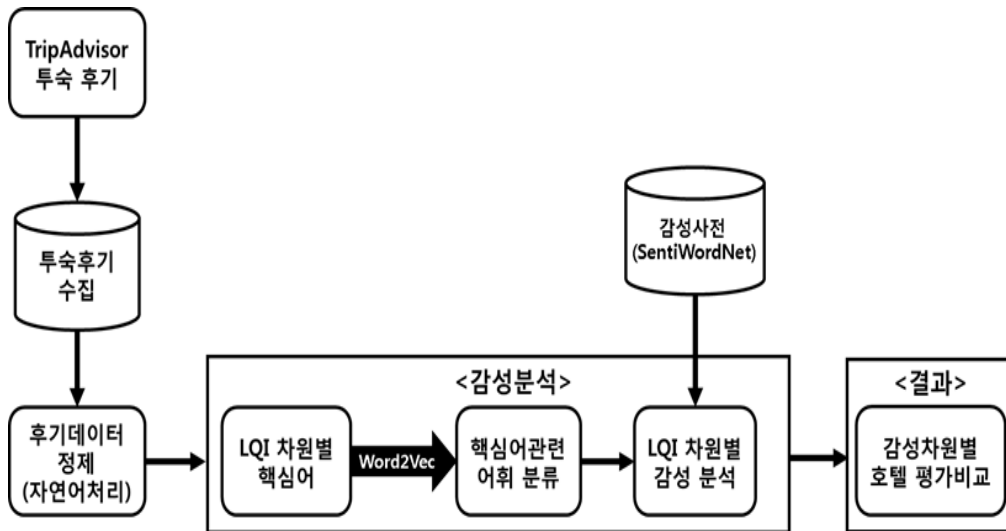 TripAdvisor
투숙 후기
투숙후기
수집
후기데이터
정제
(자연어처리)
감성사전
(SentiWordNet)
<감성분석>
LQI 차원별
핵심어
Word2Vec
핵심어관련
어휘 분류
LQI 차원별
감성 분석
<결과>
감성차원별
호텔 평가비교